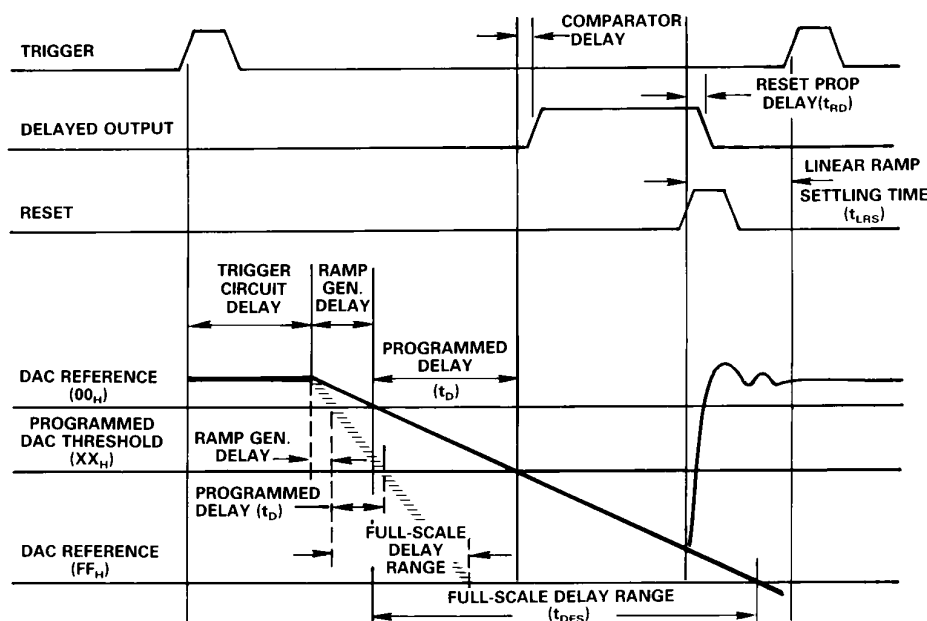 COMPARATOR
DELAY
TRIGGER
RESET PROP
DELAY(tRD)
DELAYED OUTPUT
LINEAR RAMP
SETTLING TIME
(tLRS)
RESET
TRIGGER
CIRCUIT
DELAY
RAMP
GEN.
DELAY
PROGRAMMED
DELAY
(tD)
DAC REFERENCE
(00H)
PROGRAMMED
DAC THRESHOLD
(XXH)
RAMP GEN.
DELAY
PROGRAMMED
DELAY (tD)
FULL-SCALE
DELAY
RANGE
DAC REFERENCE
(FFH)
FULL-SCALE DELAY RANGE
(tDFS)